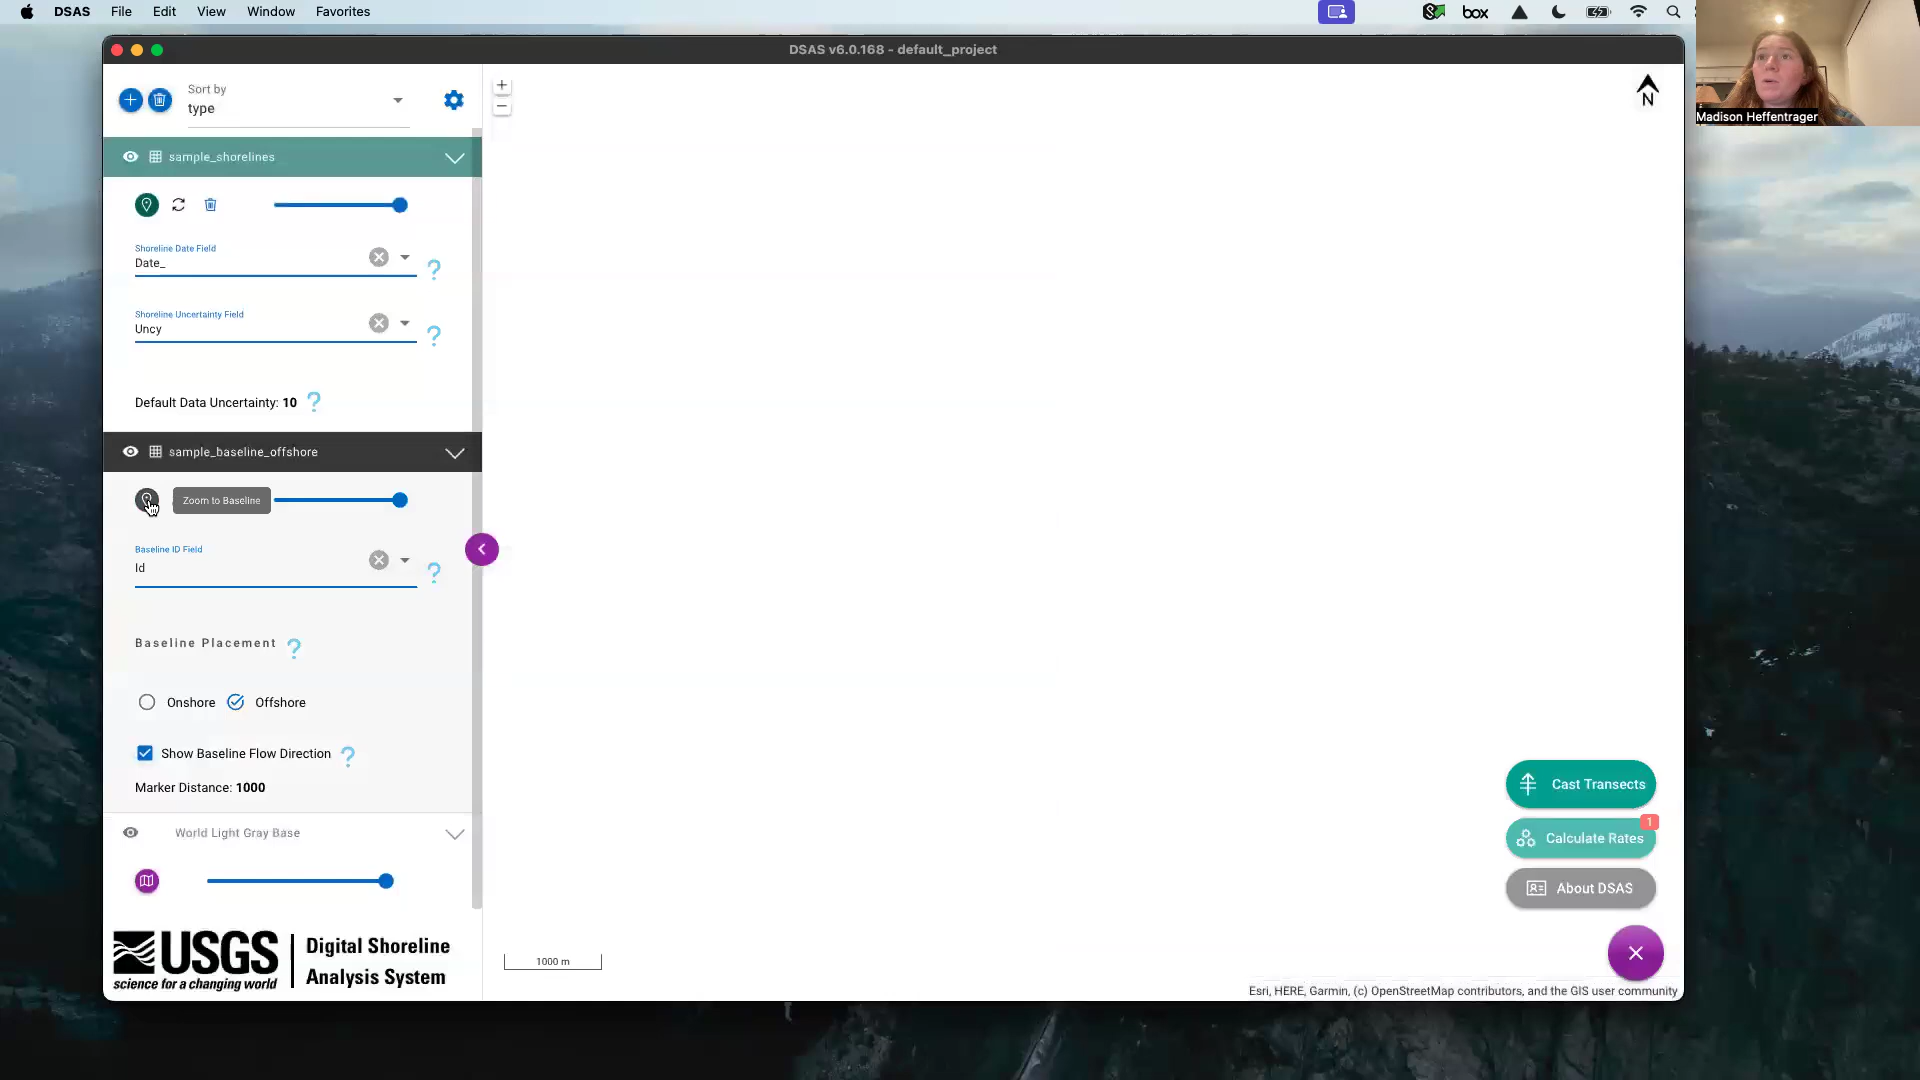 DSAS File Edit View Window Favorites
box
DSAS v6.0.168 - default_project
Madison Heffentrager
Sort by
type
sample_shorelines
Shoreline Date Field
Date_
Shoreline Uncertainty Field
Uncy
Default Data Uncertainty: 10
sample_baseline_offshore
Zoom to Baseline
Baseline ID Field
Id
Baseline Placement
Onshore Offshore
Show Baseline Flow Direction
Marker Distance: 1000
World Light Gray Base
USGS
science for a changing world
Digital Shoreline
Analysis System
+
−
N
1000 m
Cast Transects
1
Calculate Rates
About DSAS
Esri, HERE, Garmin, (c) OpenStreetMap contributors, and the GIS user community